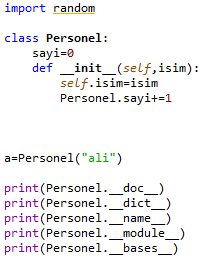 import random
class Personel:
    sayi=0
    def __init__(self,isim):
        self.isim=isim
        Personel.sayi+=1
a=Personel("ali")
print(Personel.__doc__)
print(Personel.__dict__)
print(Personel.__name__)
print(Personel.__module__)
print(Personel.__bases__)